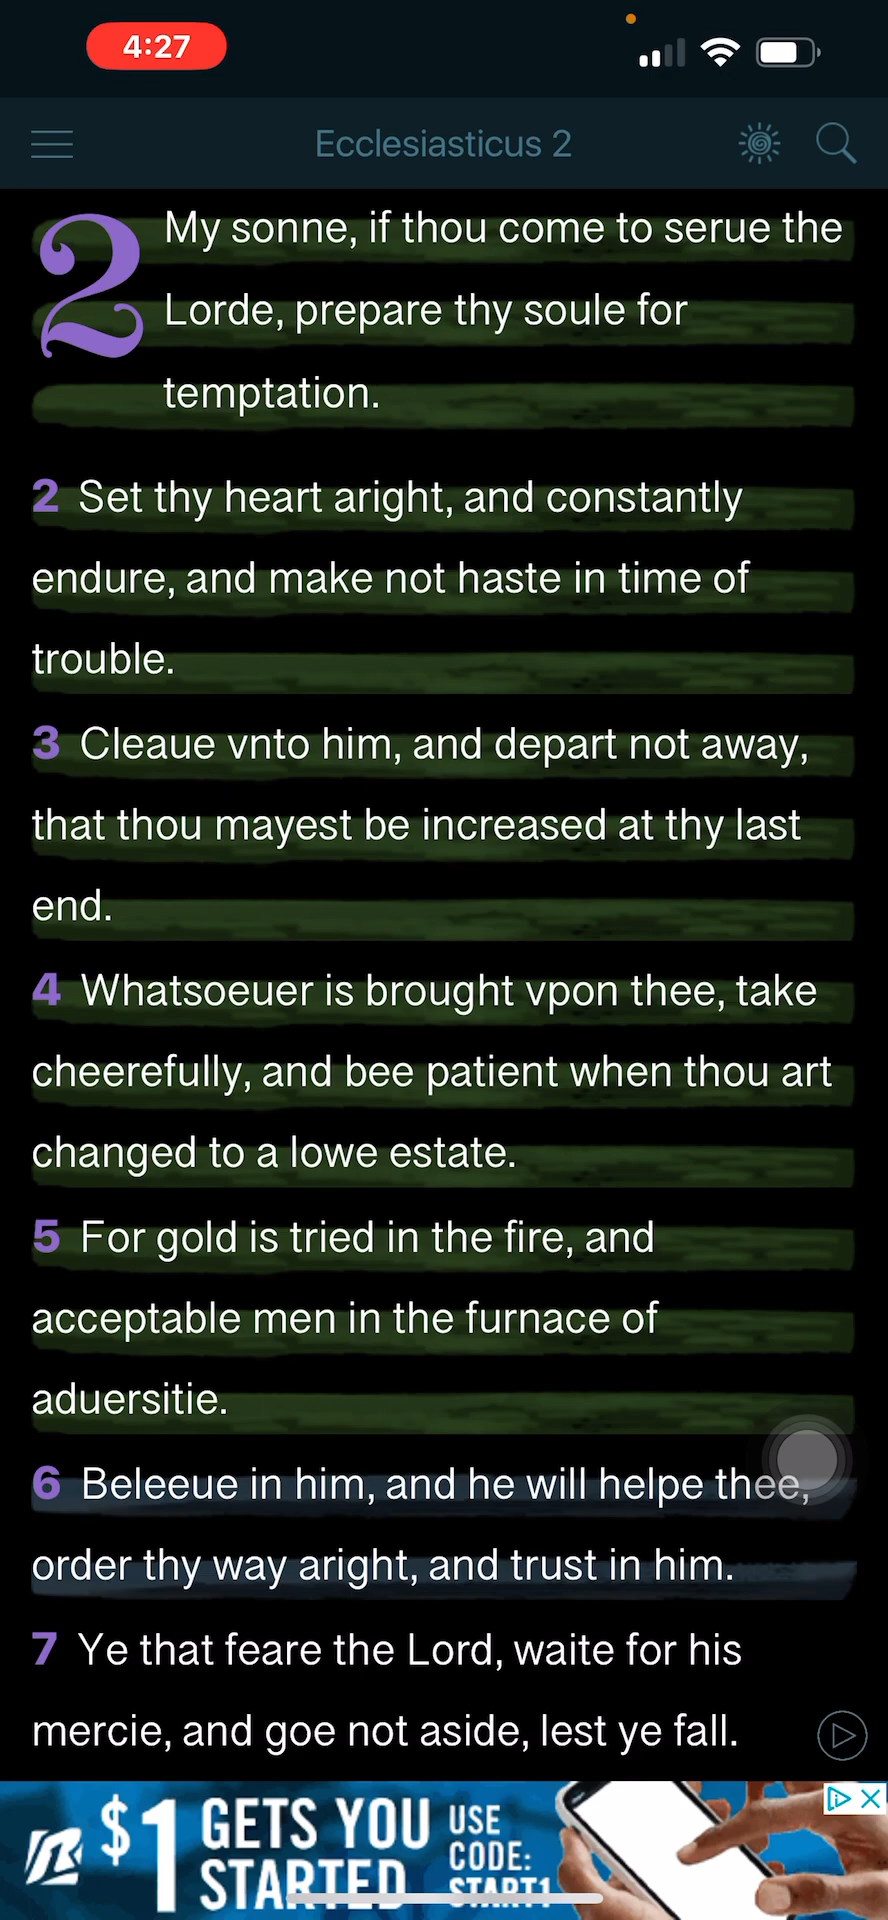 4:27
Ecclesiasticus 2
2 My sonne, if thou come to serue the
Lorde, prepare thy soule for
temptation.
2 Set thy heart aright, and constantly
endure, and make not haste in time of
trouble.
3 Cleaue vnto him, and depart not away,
that thou mayest be increased at thy last
end.
4 Whatsoeuer is brought vpon thee, take
cheerefully, and bee patient when thou art
changed to a lowe estate.
5 For gold is tried in the fire, and
acceptable men in the furnace of
aduersitie.
6 Beleeue in him, and he will helpe thee,
order thy way aright, and trust in him.
7 Ye that feare the Lord, waite for his
mercie, and goe not aside, lest ye fall.
$1 GETS YOU
STARTED
USE
CODE:
START1